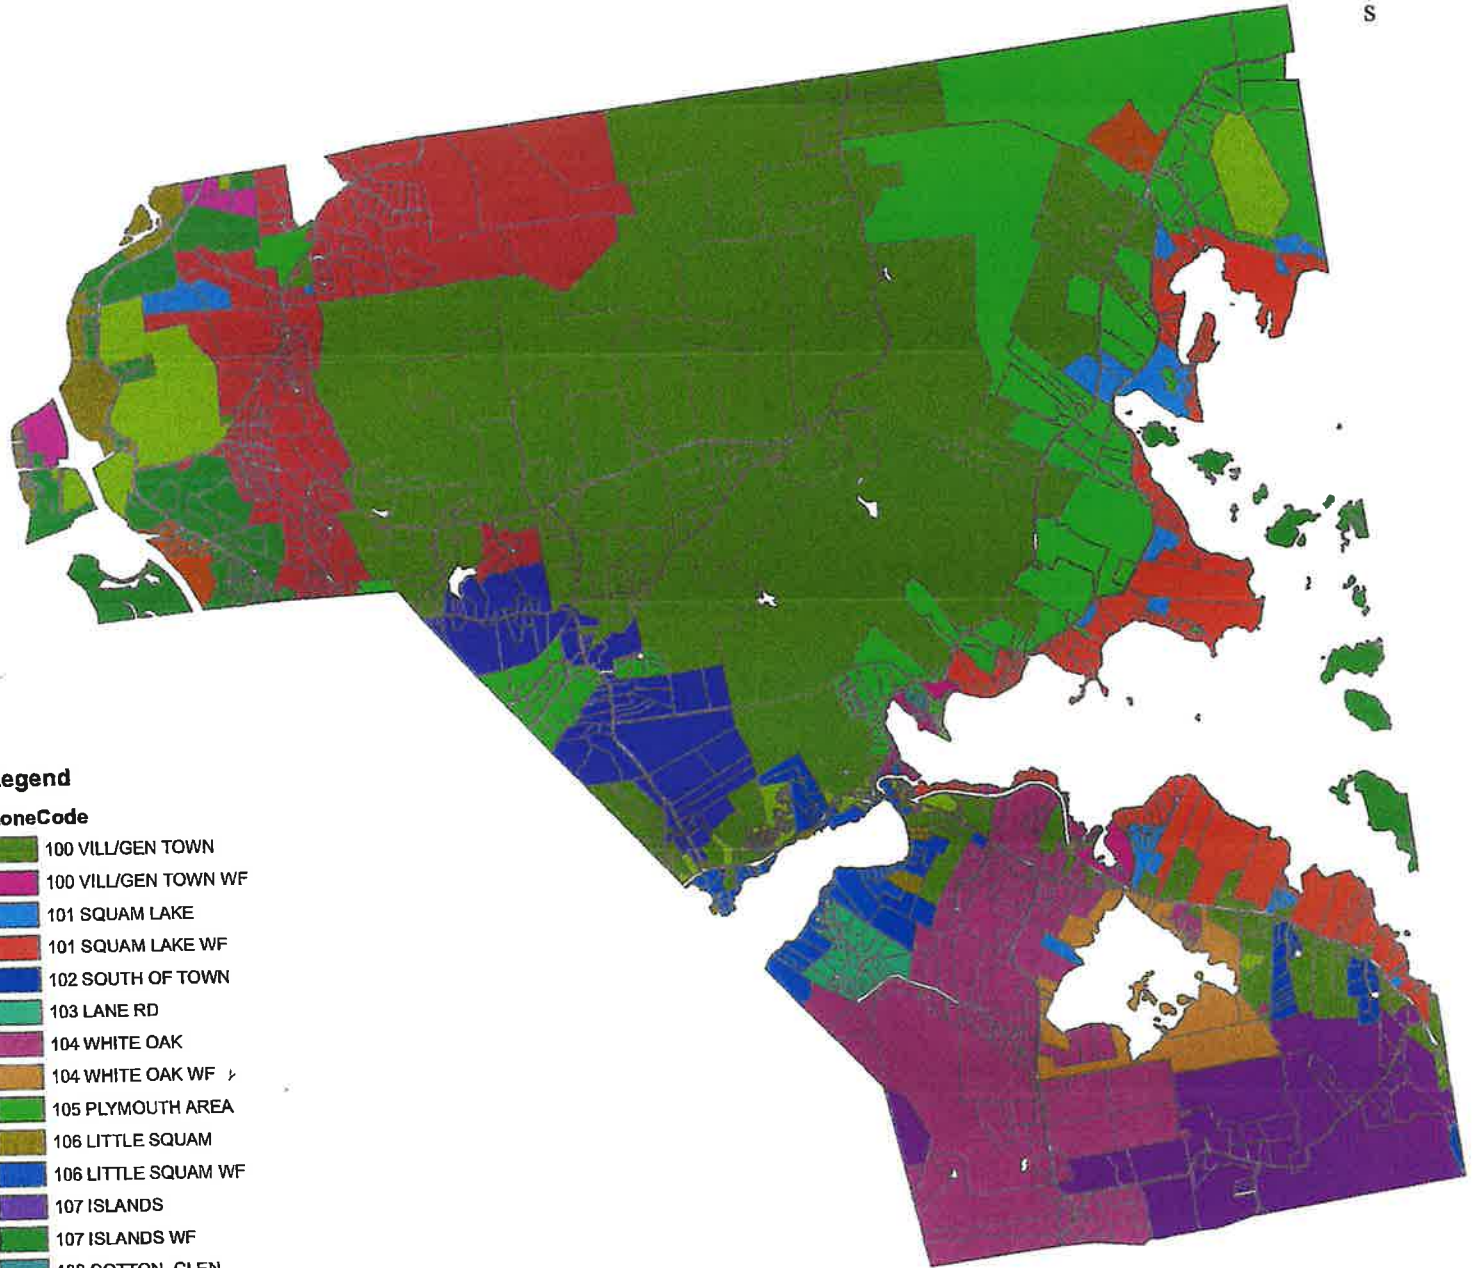 S
egend
oneCode
100 VILL/GEN TOWN
100 VILL/GEN TOWN WF
101 SQUAM LAKE
101 SQUAM LAKE WF
102 SOUTH OF TOWN
103 LANE RD
104 WHITE OAK
104 WHITE OAK WF
105 PLYMOUTH AREA
106 LITTLE SQUAM
106 LITTLE SQUAM WF
107 ISLANDS
107 ISLANDS WF